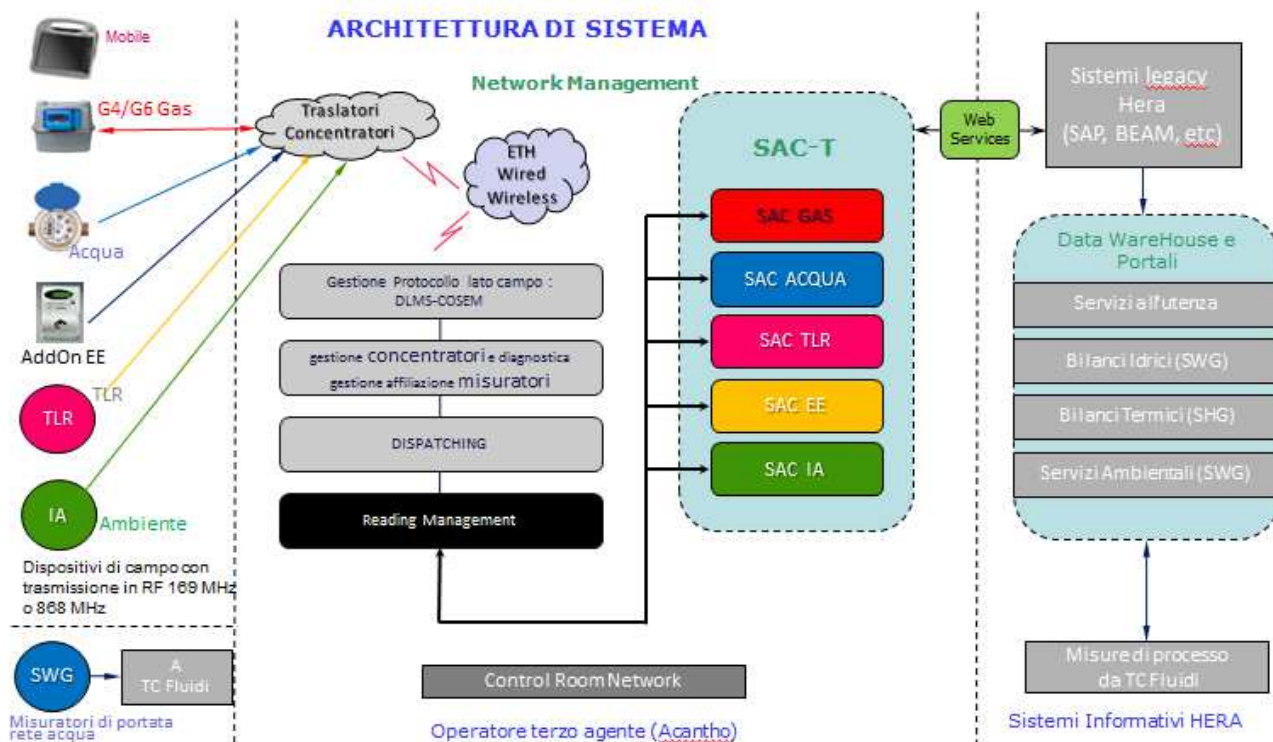 ARCHITETTURA DI SISTEMA
Mobile
G4/G6 Gas
Acqua
AddOn EE
TLR
TLR
IA
Ambiente
Dispositivi di campo con
trasmissione in RF 169 MHz
o 868 MHz
SWG
A
TC Fluidi
Misuratori di portata
rete acqua
Network Management
Traslatori
Concentratori
ETH
Wired
Wireless
Gestione Protocollo lato campo :
DLMS-COSEM
gestione concentratori e diagnostica
gestione affiliazione misuratori
DISPATCHING
Reading Management
SAC-T
SAC GAS
SAC ACQUA
SAC TLR
SAC EE
SAC IA
Control Room Network
Operatore terzo agente (Acantho)
Web
Services
Sistemi legacy
Hera
(SAP, BEAM, etc)
Data WareHouse e
Portali
Servizi all'utenza
Bilanci Idrici (SWG)
Bilanci Termici (SHG)
Servizi Ambientali (SWG)
Misure di processo
da TC Fluidi
Sistemi Informativi HERA